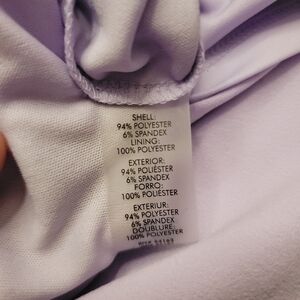 SHELL:
94% POLYESTER
6% SPANDEX
LINING:
100% POLYESTER
EXTERIOR:
94% POLIÉSTER
6% SPANDEX
FORRO:
100% POLIÉSTER
EXTERIUR:
94% POLYESTER
6% SPANDEX
DOUBLURE:
100% POLYESTER